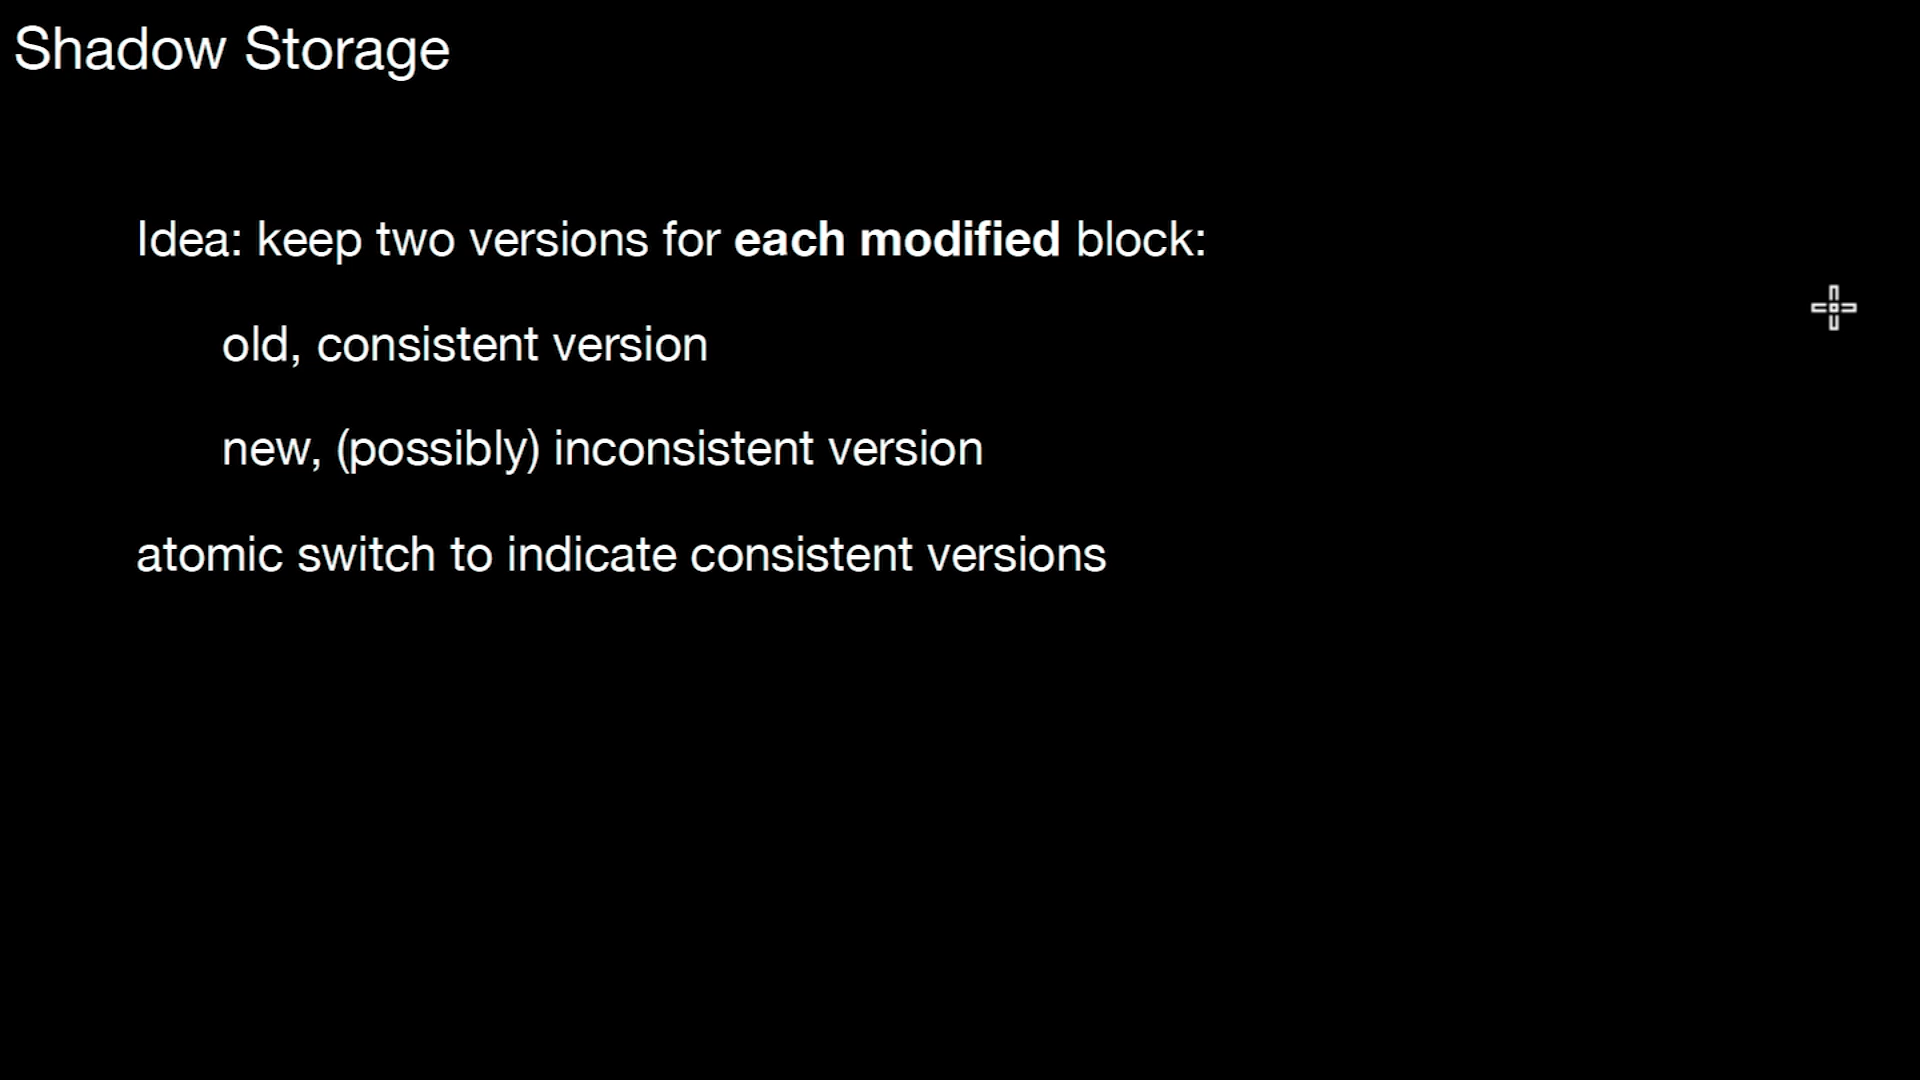 Shadow Storage
Idea: keep two versions for each modified block:
old, consistent version
new, (possibly) inconsistent version
atomic switch to indicate consistent versions